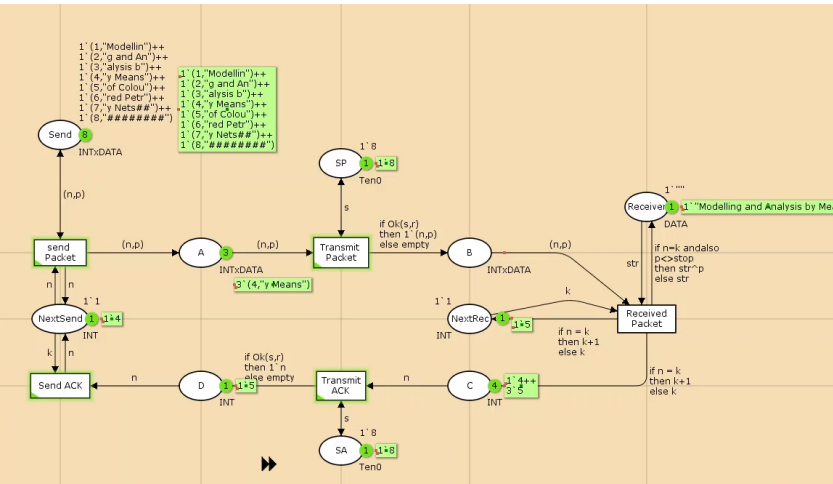 1`(1,"Modellin")++
1`(2,"g and An")++
1`(3,"alysis b")++
1`(4,"y Means")++
1`(5,"of Colou")++
1`(6,"red Petr")++
1`(7,"y Nets##")++
1`(8,"########")
1`(1,"Modellin")++
1`(2,"g and An")++
1`(3,"alysis b")++
1`(4,"y Means")++
1`(5,"of Colou")++
1`(6,"red Petr")++
1`(7,"y Nets##")++
1`(8,"########")
Send
8
INTxDATA
1`8
SP
1
1`8
Ten0
1`""
Receiver
1
1`"Modelling and Analysis by Me
DATA
(n,p)
s
send
Packet
(n,p)
A
3
INTxDATA
3`(4,"y Means")
(n,p)
Transmit
Packet
if Ok(s,r)
then 1`(n,p)
else empty
B
INTxDATA
(n,p)
str
if n=k andalso
p<>stop
then str^p
else str
n
n
1`1
NextSend
1
1`4
INT
1`1
NextRec
1
1`5
INT
k
if n = k
then k+1
else k
Received
Packet
k
n
Send ACK
n
D
1
1`5
INT
if Ok(s,r)
then 1`n
else empty
Transmit
ACK
n
C
4
1`4++
3`5
INT
if n = k
then k+1
else k
s
1`8
SA
1
1`8
Ten0